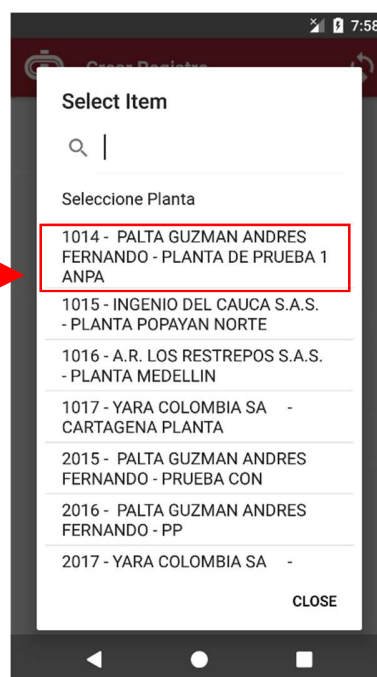 7:58
Crear Registro
Select Item
Seleccione Planta
1014 - PALTA GUZMAN ANDRES
FERNANDO - PLANTA DE PRUEBA 1
ANPA
1015 - INGENIO DEL CAUCA S.A.S.
- PLANTA POPAYAN NORTE
1016 - A.R. LOS RESTREPOS S.A.S.
- PLANTA MEDELLIN
1017 - YARA COLOMBIA SA -
CARTAGENA PLANTA
2015 - PALTA GUZMAN ANDRES
FERNANDO - PRUEBA CON
2016 - PALTA GUZMAN ANDRES
FERNANDO - PP
2017 - YARA COLOMBIA SA -
CLOSE